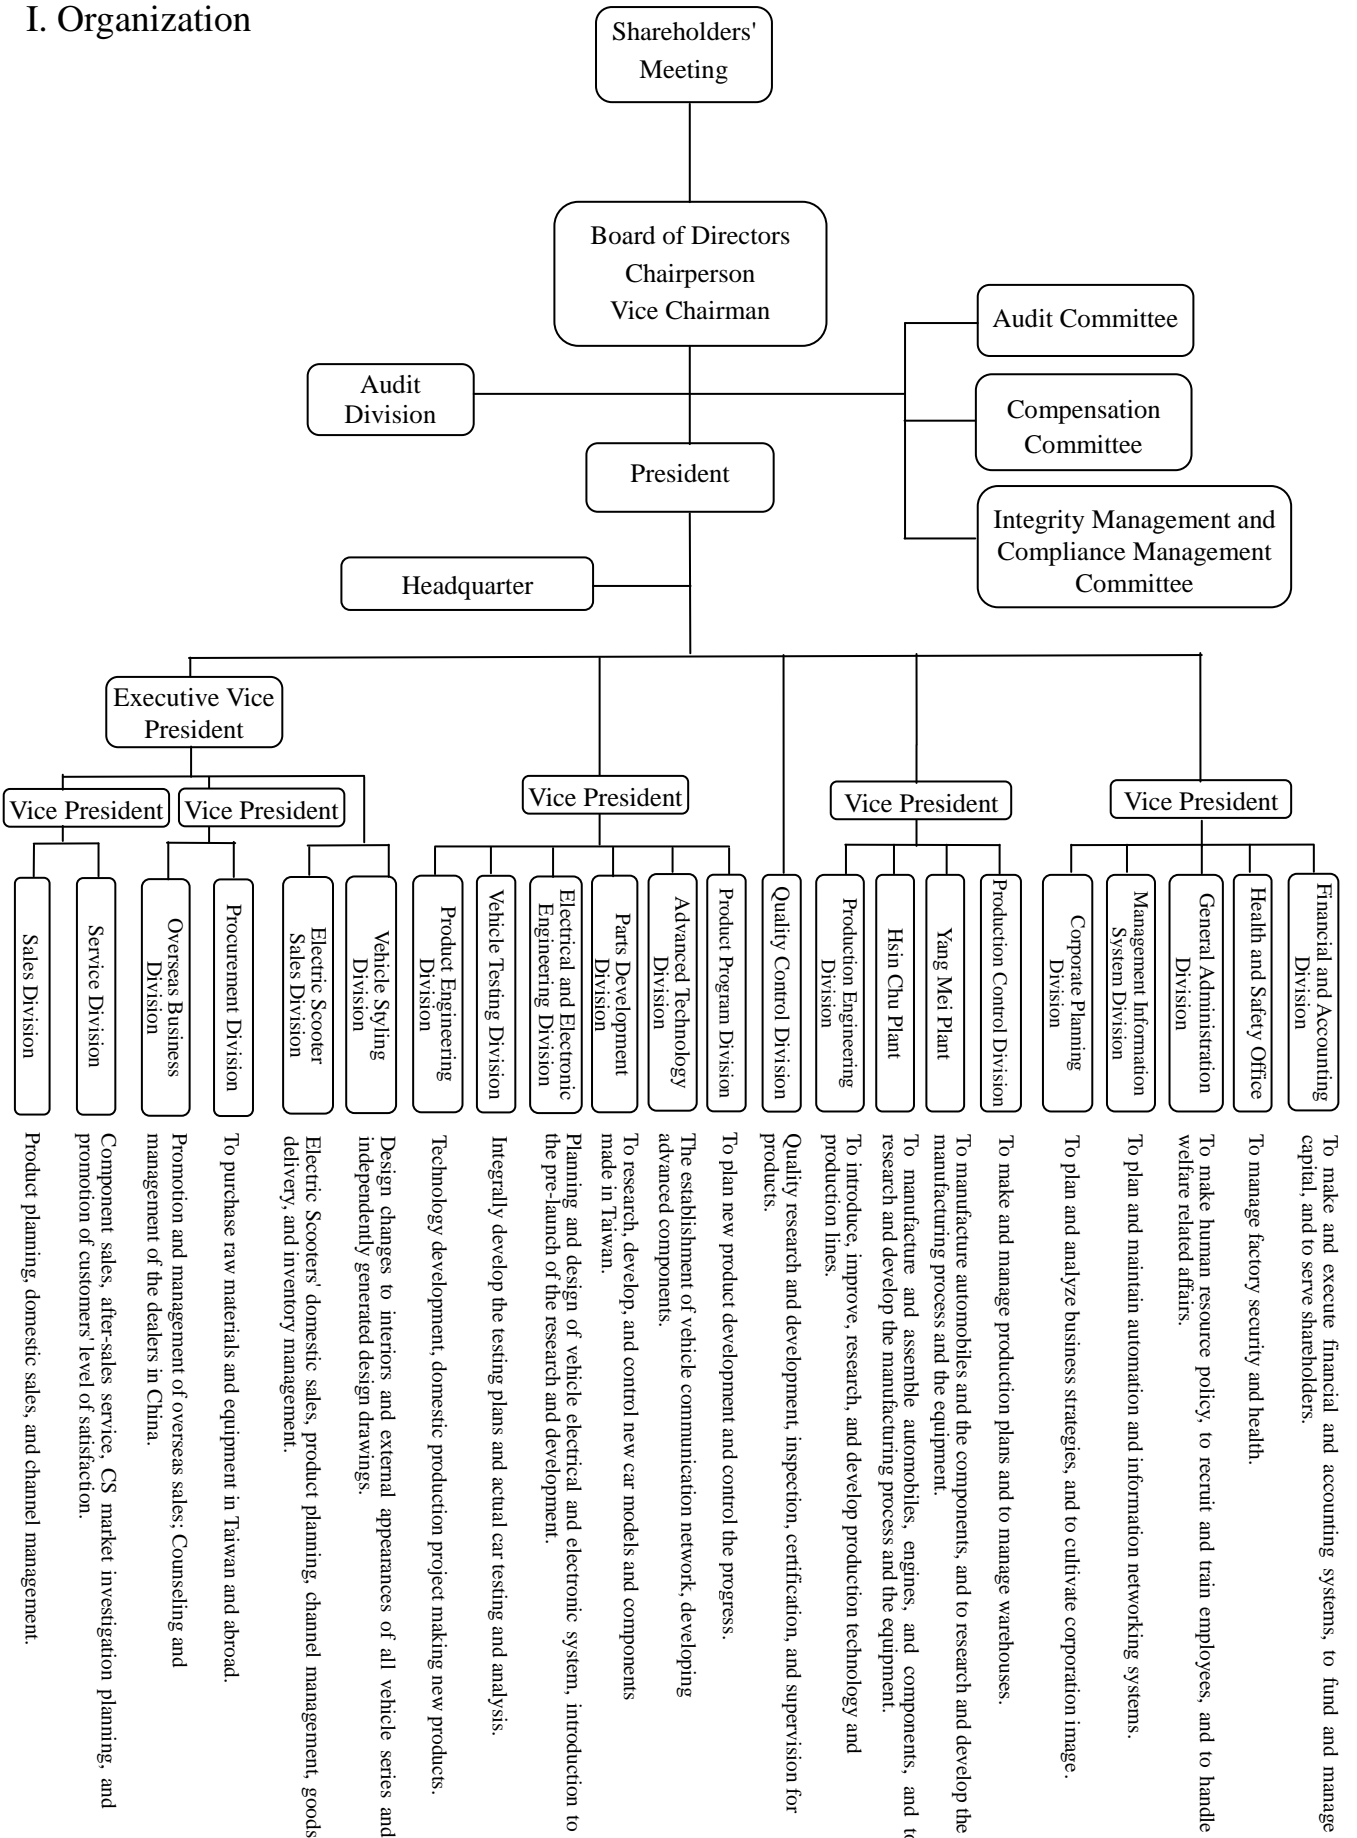 I. Organization
Shareholders'
Meeting
Board of Directors
Chairperson
Vice Chairman
Audit Committee
Audit
Division
Compensation
Committee
President
Integrity Management and
Compliance Management
Committee
Headquarter
Executive Vice
President
Vice President
Vice President
Vice President
Vice President
Vice President
Sales Division
Service Division
Overseas Business
Division
Procurement Division
Electric Scooter
Sales Division
Vehicle Styling
Division
Product Engineering
Division
Vehicle Testing Division
Electrical and Electronic
Engineering Division
Parts Development
Division
Advanced Technology
Division
Product Program Division
Quality Control Division
Production Engineering
Division
Hsin Chu Plant
Yang Mei Plant
Production Control Division
Corporate Planning
Division
Management Information
System Division
General Administration
Division
Health and Safety Office
Financial and Accounting
Division
Product planning, domestic sales, and channel management.
Component sales, after-sales service, CS market investigation planning, and
promotion of customers' level of satisfaction.
Promotion and management of overseas sales; Counseling and
management of the dealers in China.
To purchase raw materials and equipment in Taiwan and abroad.
Electric Scooters' domestic sales, product planning, channel management, goods
delivery, and inventory management.
Design changes to interiors and external appearances of all vehicle series and
independently generated design drawings.
Technology development, domestic production project making new products.
Integrally develop the testing plans and actual car testing and analysis.
Planning and design of vehicle electrical and electronic system, introduction to
the pre-launch of the research and development.
To research, develop, and control new car models and components
made in Taiwan.
The establishment of vehicle communication network, developing
advanced components.
To plan new product development and control the progress.
Quality research and development, inspection, certification, and supervision for
products.
To introduce, improve, research, and develop production technology and
production lines.
To manufacture and assemble automobiles, engines, and components, and to
research and develop the manufacturing process and the equipment.
To manufacture automobiles and the components, and to research and develop the
manufacturing process and the equipment.
To make and manage production plans and to manage warehouses.
To plan and analyze business strategies, and to cultivate corporation image.
To plan and maintain automation and information networking systems.
To make human resource policy, to recruit and train employees, and to handle
welfare related affairs.
To manage factory security and health.
To make and execute financial and accounting systems, to fund and manage
capital, and to serve shareholders.